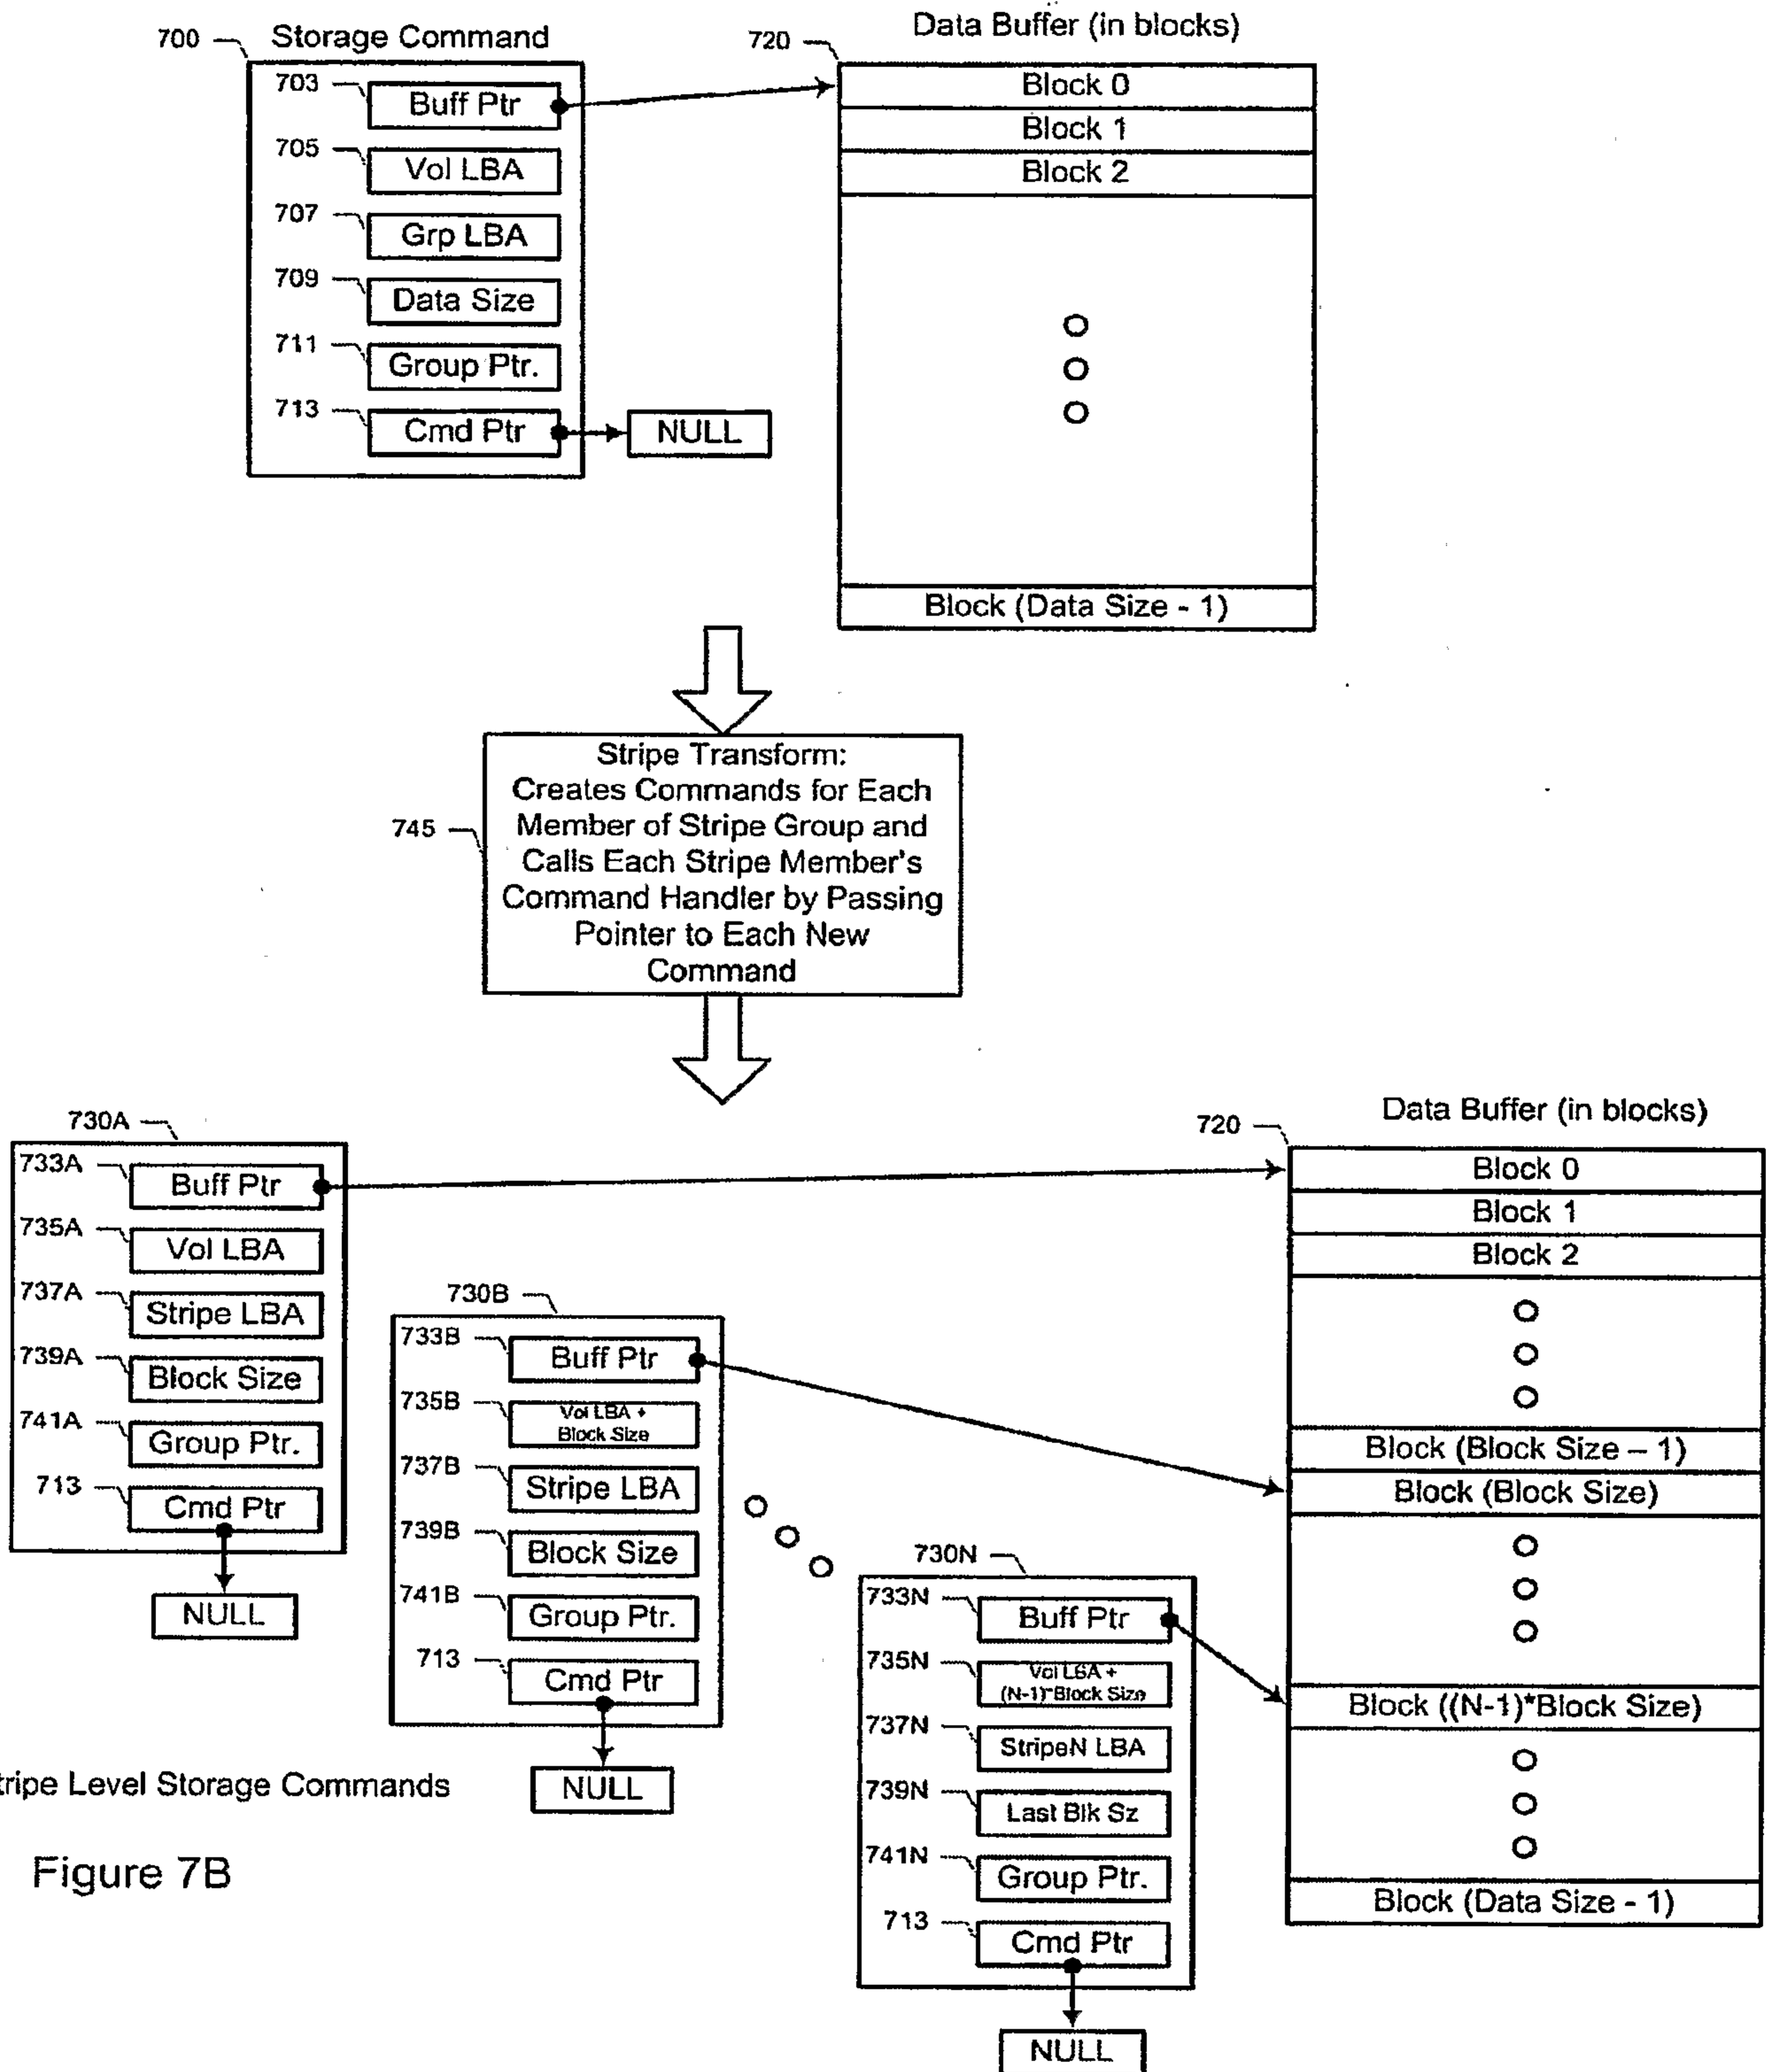 700
Storage Command
703
Buff Ptr
705
Vol LBA
707
Grp LBA
709
Data Size
711
Group Ptr.
713
Cmd Ptr
NULL
Data Buffer (in blocks)
720
Block 0
Block 1
Block 2
Block (Data Size - 1)
745
Stripe Transform:
Creates Commands for Each
Member of Stripe Group and
Calls Each Stripe Member's
Command Handler by Passing
Pointer to Each New
Command
730A
733A
Buff Ptr
735A
Vol LBA
737A
Stripe LBA
739A
Block Size
741A
Group Ptr.
713
Cmd Ptr
NULL
730B
733B
Buff Ptr
735B
Vol LBA +
Block Size
737B
Stripe LBA
739B
Block Size
741B
Group Ptr.
713
Cmd Ptr
NULL
730N
733N
Buff Ptr
735N
Vol LBA +
(N-1)*Block Size
737N
StripeN LBA
739N
Last Blk Sz
741N
Group Ptr.
713
Cmd Ptr
NULL
Data Buffer (in blocks)
720
Block 0
Block 1
Block 2
Block (Block Size – 1)
Block (Block Size)
Block ((N-1)*Block Size)
Block (Data Size - 1)
tripe Level Storage Commands
Figure 7B